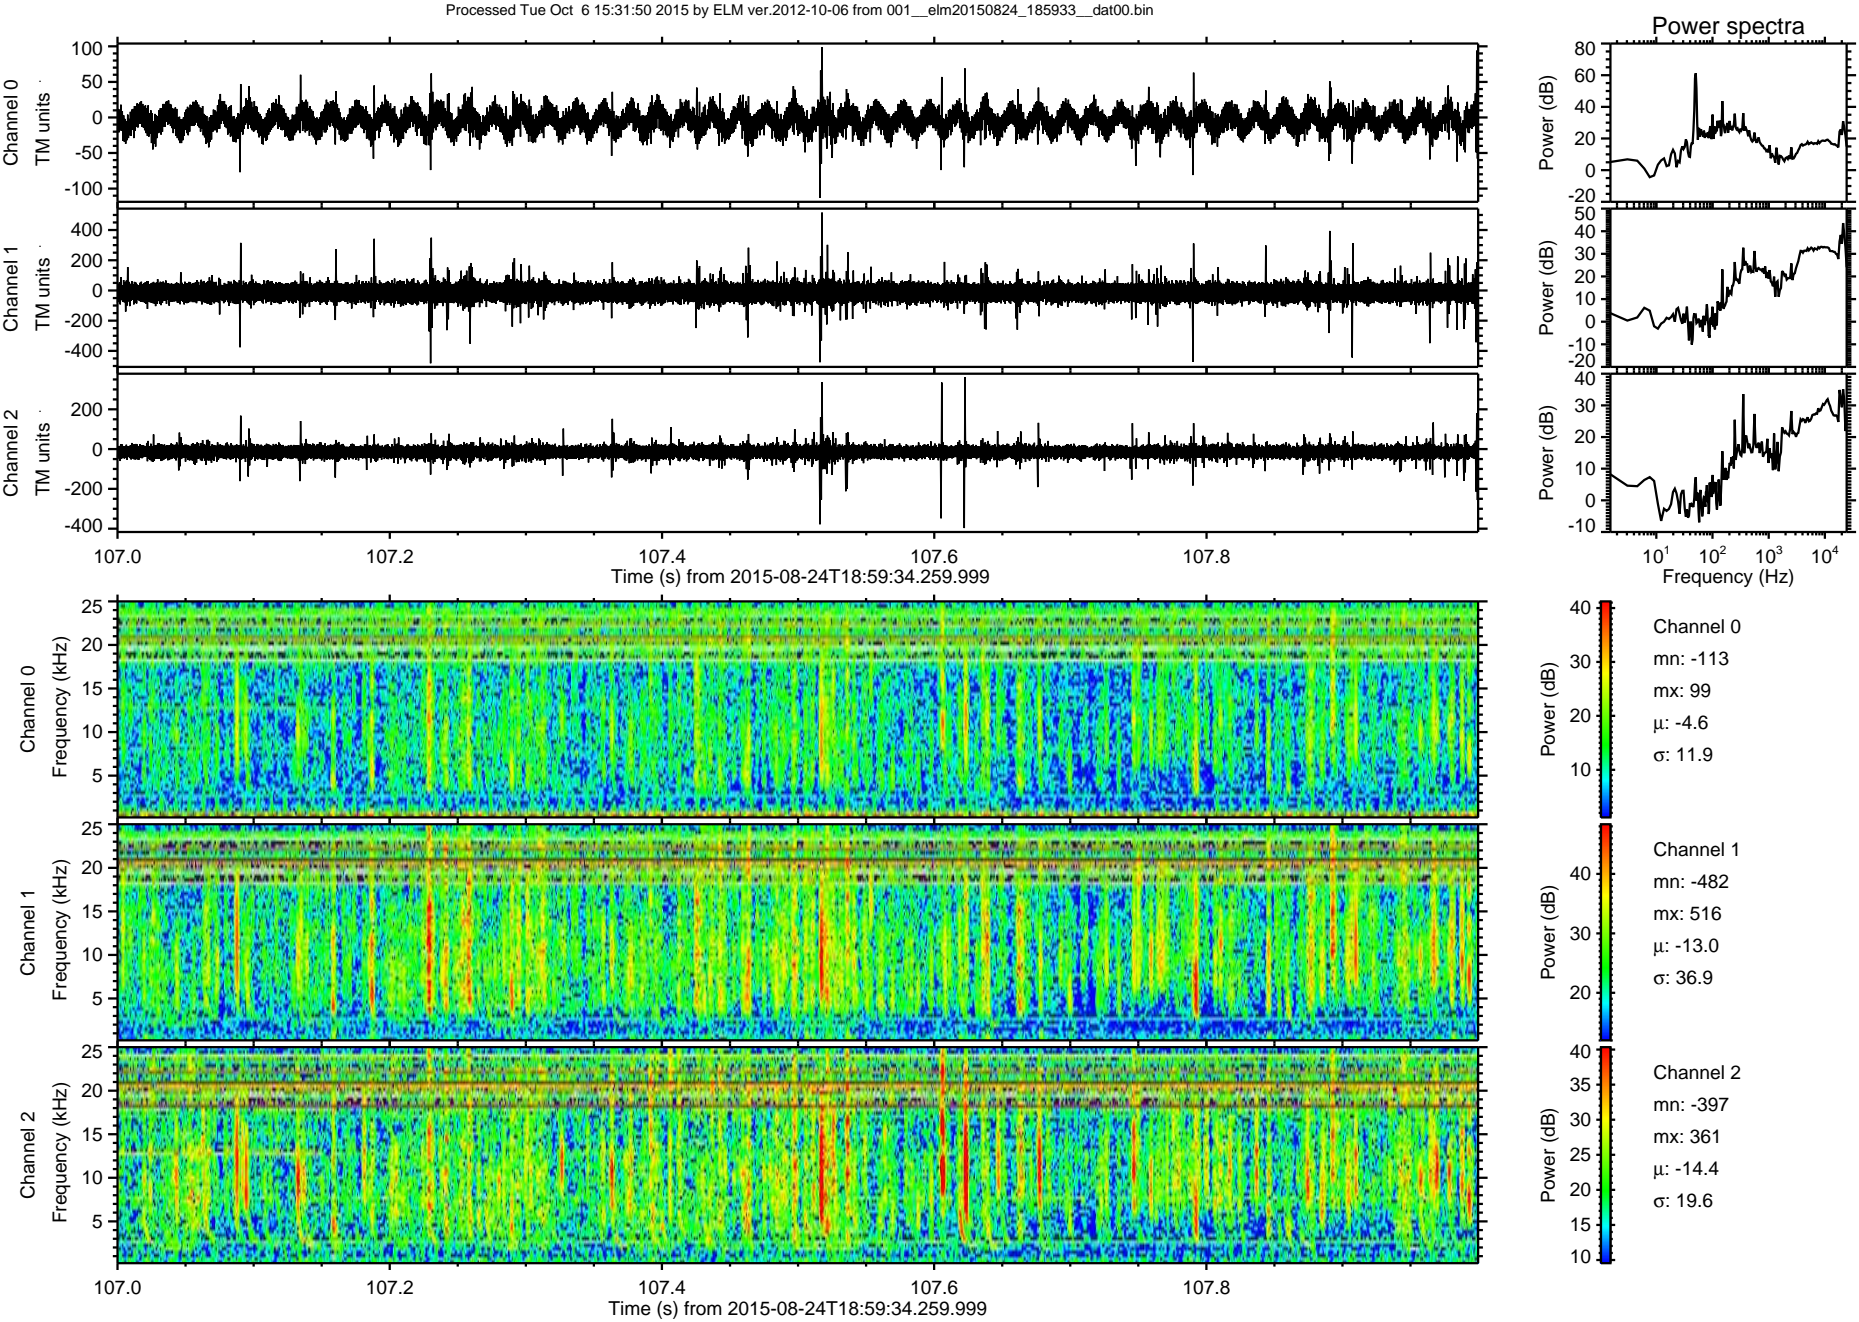 Processed Tue Oct  6 15:31:50 2015 by ELM ver.2012-10-06 from 001__elm20150824_185933__dat00.bin
Power spectra
Channel 0
TM units
100
50
0
-50
-100
Power (dB)
80
60
40
20
0
-20
Channel 1
TM units
400
200
0
-200
-400
Power (dB)
50
40
30
20
10
0
-10
-20
Channel 2
TM units
200
0
-200
-400
Power (dB)
40
30
20
10
0
-10
107.0 107.2 107.4 107.6 107.8
Time (s) from 2015-08-24T18:59:34.259.999
10¹ 10² 10³ 10⁴
Frequency (Hz)
Channel 0
Frequency (kHz)
25
20
15
10
5
Power (dB)
40
30
20
10
Channel 0
mn: -113
mx: 99
μ: -4.6
σ: 11.9
Channel 1
Frequency (kHz)
25
20
15
10
5
Power (dB)
40
30
20
Channel 1
mn: -482
mx: 516
μ: -13.0
σ: 36.9
Channel 2
Frequency (kHz)
25
20
15
10
5
Power (dB)
40
35
30
25
20
15
10
Channel 2
mn: -397
mx: 361
μ: -14.4
σ: 19.6
107.0 107.2 107.4 107.6 107.8
Time (s) from 2015-08-24T18:59:34.259.999